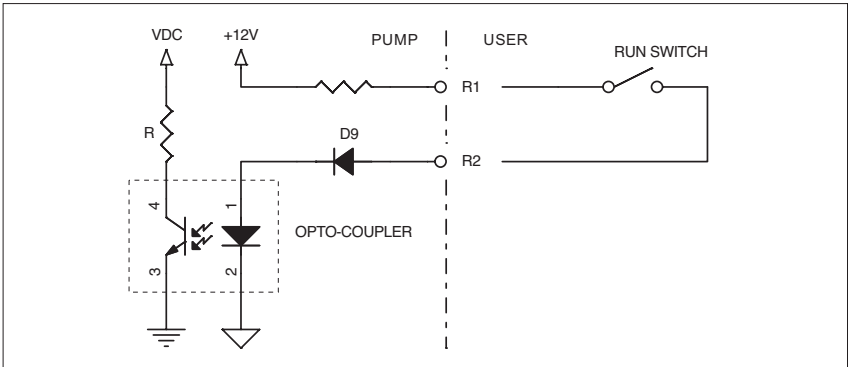 VDC +12V PUMP USER
RUN SWITCH
R1
D9
R
R2
4 1
OPTO-COUPLER
3 2